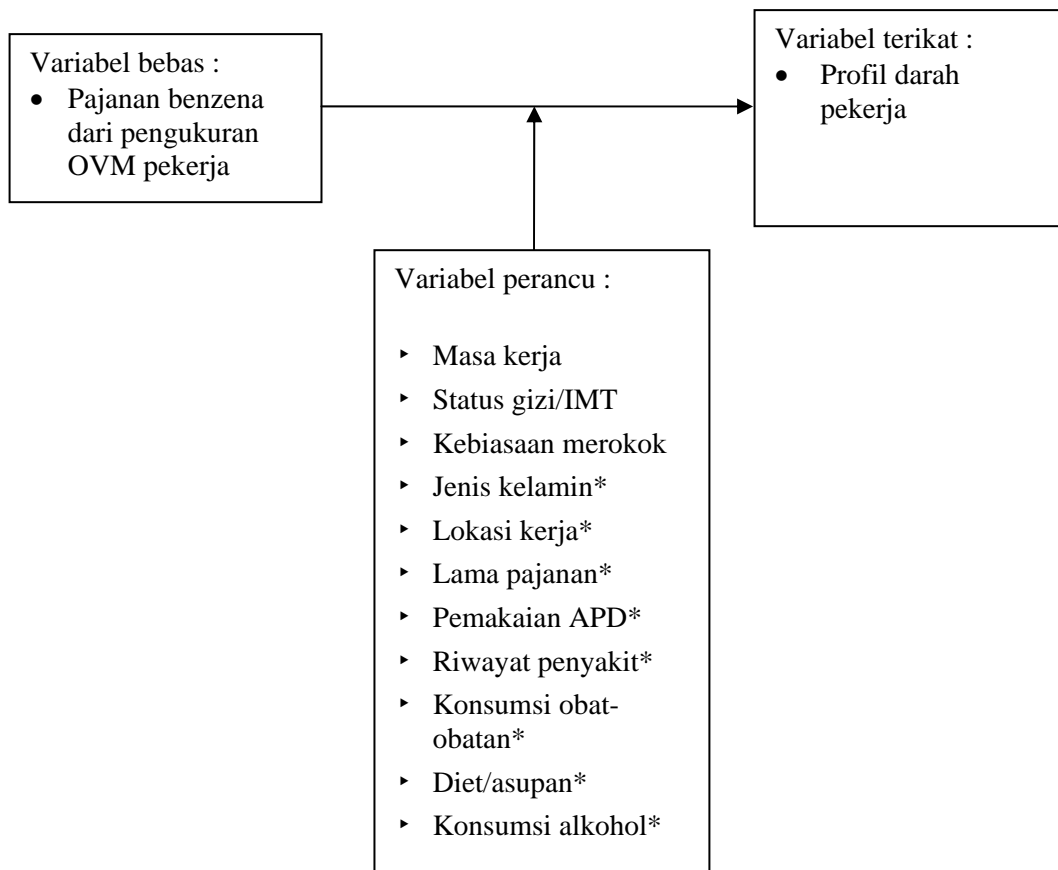 Variabel bebas :
• Pajanan benzena
dari pengukuran
OVM pekerja
Variabel terikat :
• Profil darah
pekerja
Variabel perancu :
‣ Masa kerja
‣ Status gizi/IMT
‣ Kebiasaan merokok
‣ Jenis kelamin*
‣ Lokasi kerja*
‣ Lama pajanan*
‣ Pemakaian APD*
‣ Riwayat penyakit*
‣ Konsumsi obat-
obatan*
‣ Diet/asupan*
‣ Konsumsi alkohol*